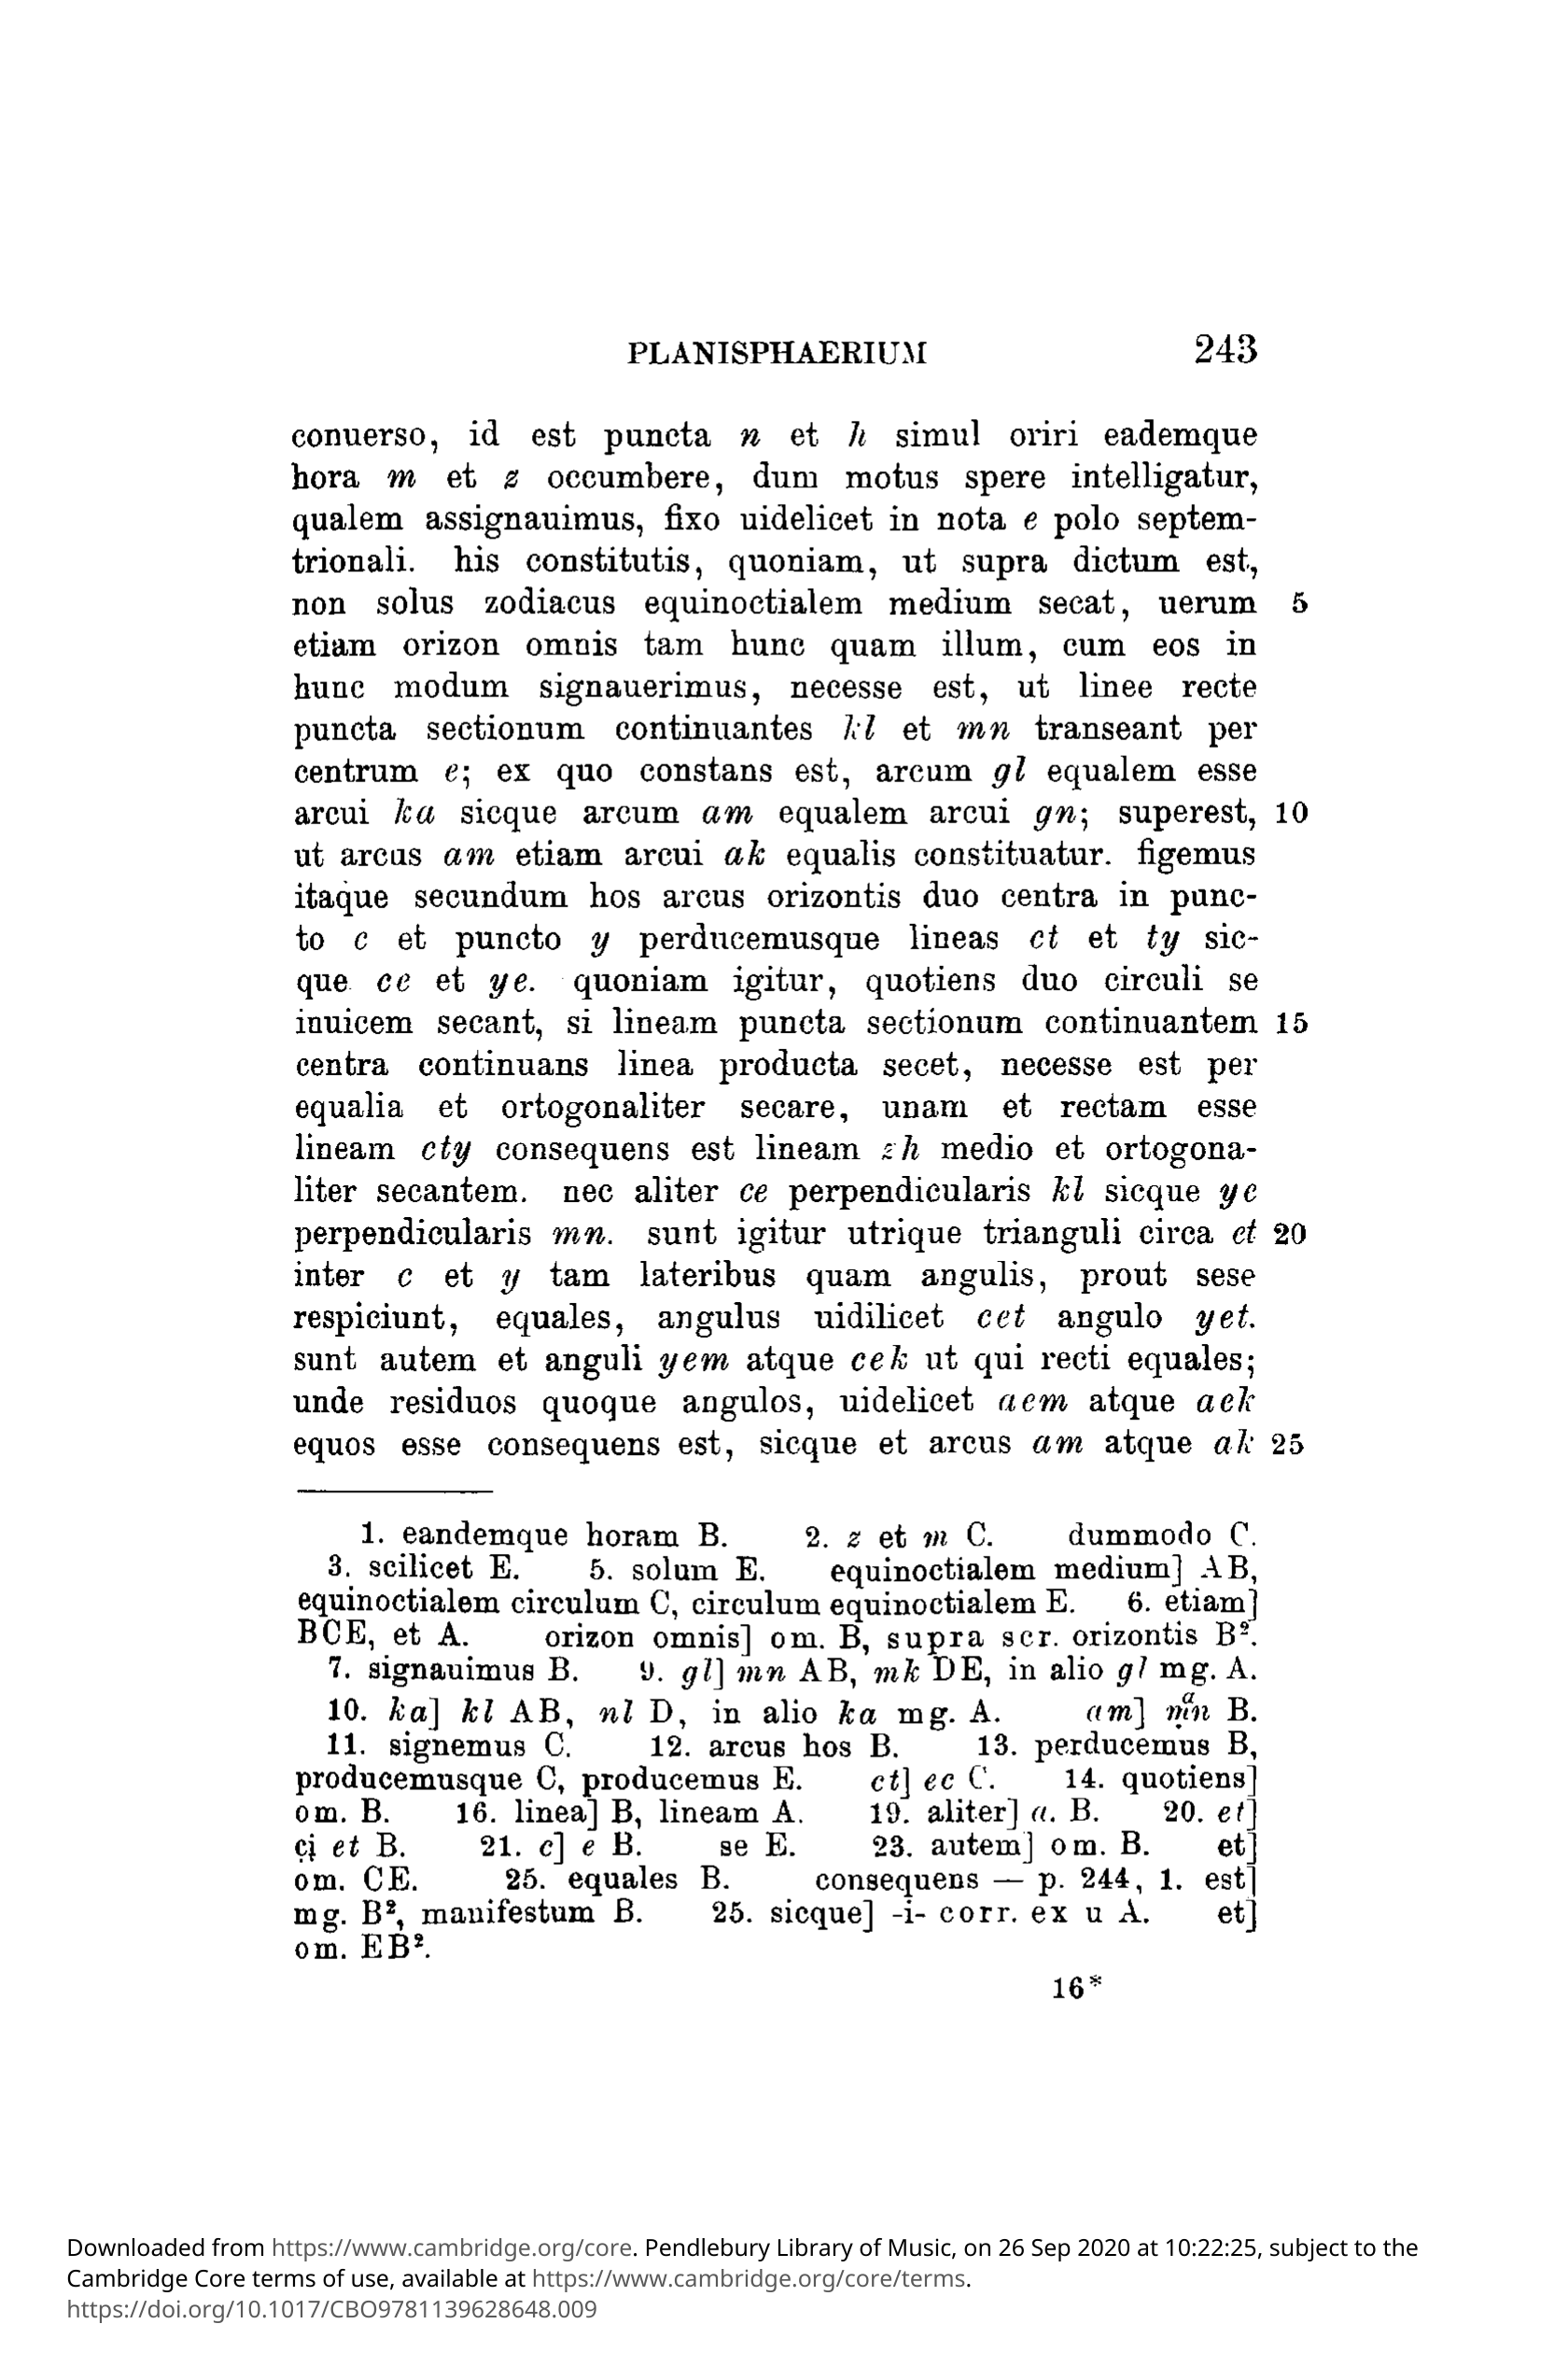 PLANISPHAERIUM 243
conuerso, id est puncta n et h simul oriri eademque
hora m et z occumbere, dum motus spere intelligatur,
qualem assignauimus, fixo uidelicet in nota e polo septem-
trionali. his constitutis, quoniam, ut supra dictum est,
non solus zodiacus equinoctialem medium secat, uerum 5
etiam orizon omnis tam hunc quam illum, cum eos in
hunc modum signauerimus, necesse est, ut linee recte
puncta sectionum continuantes kl et mn transeant per
centrum e; ex quo constans est, arcum gl equalem esse
arcui ka sicque arcum am equalem arcui gn; superest, 10
ut arcus am etiam arcui ak equalis constituatur. figemus
itaque secundum hos arcus orizontis duo centra in punc-
to c et puncto y perducemusque lineas ct et ty sic-
que ce et ye. quoniam igitur, quotiens duo circuli se
inuicem secant, si lineam puncta sectionum continuantem 15
centra continuans linea producta secet, necesse est per
equalia et ortogonaliter secare, unam et rectam esse
lineam cty consequens est lineam zh medio et ortogona-
liter secantem. nec aliter ce perpendicularis kl sicque ye
perpendicularis mn. sunt igitur utrique trianguli circa et 20
inter c et y tam lateribus quam angulis, prout sese
respiciunt, equales, angulus uidilicet cet angulo yet.
sunt autem et anguli yem atque cek ut qui recti equales;
unde residuos quoque angulos, uidelicet aem atque aek
equos esse consequens est, sicque et arcus am atque ak 25
1. eandemque horam B. 2. z et m C. dummodo C.
3. scilicet E. 5. solum E. equinoctialem medium] AB,
equinoctialem circulum C, circulum equinoctialem E. 6. etiam]
BCE, et A. orizon omnis] om. B, supra scr. orizontis B².
7. signauimus B. 9. gl] mn AB, mk DE, in alio gl mg. A.
10. ka] kl AB, nl D, in alio ka mg. A. am] B.
11. signemus C. 12. arcus hos B. 13. perducemus B,
producemusque C, producemus E. ct] ec C. 14. quotiens]
om. B. 16. linea] B, lineam A. 19. aliter] a. B. 20. et]
et B. 21. c] e B. se E. 23. autem] om. B. et]
om. CE. 25. equales B. consequens — p. 244, 1. est]
mg. B², manifestum B. 25. sicque] -i- corr. ex u A. et]
om. EB².
16*
Downloaded from https://www.cambridge.org/core. Pendlebury Library of Music, on 26 Sep 2020 at 10:22:25, subject to the
Cambridge Core terms of use, available at https://www.cambridge.org/core/terms.
https://doi.org/10.1017/CBO9781139628648.009